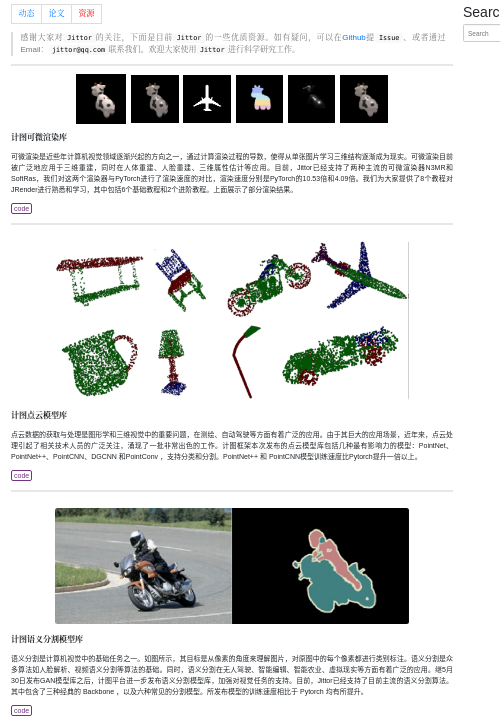 动态 论文 资源
Search
Search
感谢大家对 Jittor 的关注，下面是目前 Jittor 的一些优质资源。如有疑问，可以在Github提 Issue 、或者通过
Email： jittor@qq.com 联系我们。欢迎大家使用 Jittor 进行科学研究工作。
计图可微渲染库
可微渲染是近些年计算机视觉领域逐渐兴起的方向之一，通过计算渲染过程的导数，使得从单张图片学习三维结构逐渐成为现实。可微渲染目前
被广泛地应用于三维重建，同时在人体重建、人脸重建、三维属性估计等应用。目前，Jittor已经支持了两种主流的可微渲染器N3MR和
SoftRas，我们对这两个渲染器与PyTorch进行了渲染速度的对比，渲染速度分别是PyTorch的10.53倍和4.09倍。我们为大家提供了8个教程对
JRender进行熟悉和学习，其中包括6个基础教程和2个进阶教程。上面展示了部分渲染结果。
code
计图点云模型库
点云数据的获取与处理是图形学和三维视觉中的重要问题，在测绘、自动驾驶等方面有着广泛的应用。由于其巨大的应用场景，近年来，点云处
理引起了相关技术人员的广泛关注，涌现了一批非常出色的工作。计图框架本次发布的点云模型库包括几种最有影响力的模型：PointNet、
PointNet++、PointCNN、DGCNN 和PointConv ，支持分类和分割。PointNet++ 和 PointCNN模型训练速度比Pytorch提升一倍以上。
code
计图语义分割模型库
语义分割是计算机视觉中的基础任务之一。如图所示，其目标是从像素的角度来理解图片，对原图中的每个像素都进行类别标注。语义分割是众
多算法如人脸解析、视频语义分割等算法的基础。同时，语义分割在无人驾驶、智能编辑、智能农业、虚拟现实等方面有着广泛的应用。继5月
30日发布GAN模型库之后，计图平台进一步发布语义分割模型库，加强对视觉任务的支持。目前，Jittor已经支持了目前主流的语义分割算法。
其中包含了三种经典的 Backbone ，以及六种常见的分割模型。所发布模型的训练速度相比于 Pytorch 均有所提升。
code